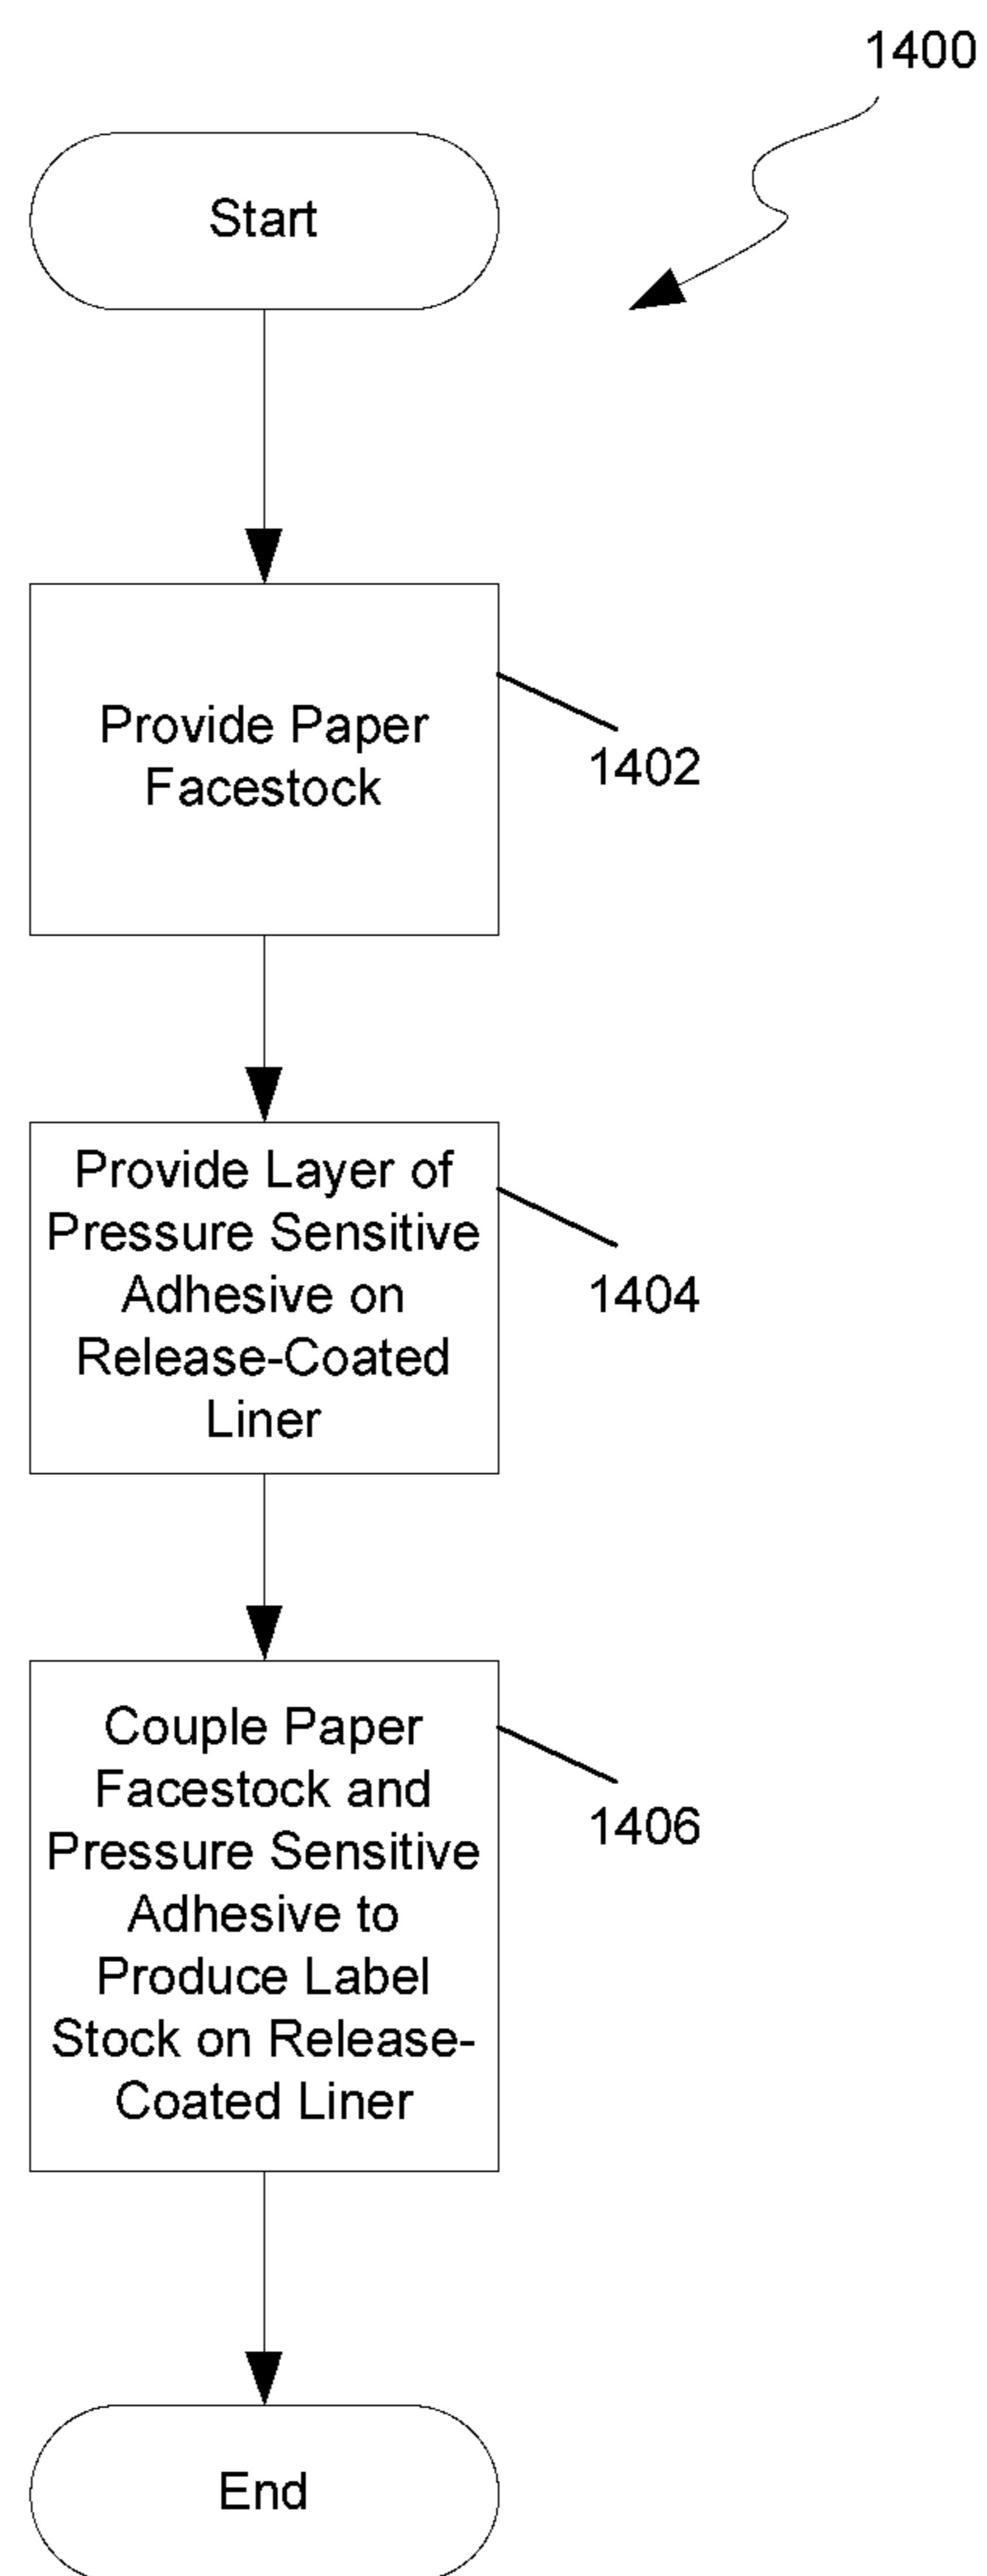 1400
Start
Provide Paper
Facestock
1402
Provide Layer of
Pressure Sensitive
Adhesive on
Release-Coated
Liner
1404
Couple Paper
Facestock and
Pressure Sensitive
Adhesive to
Produce Label
Stock on Release-
Coated Liner
1406
End